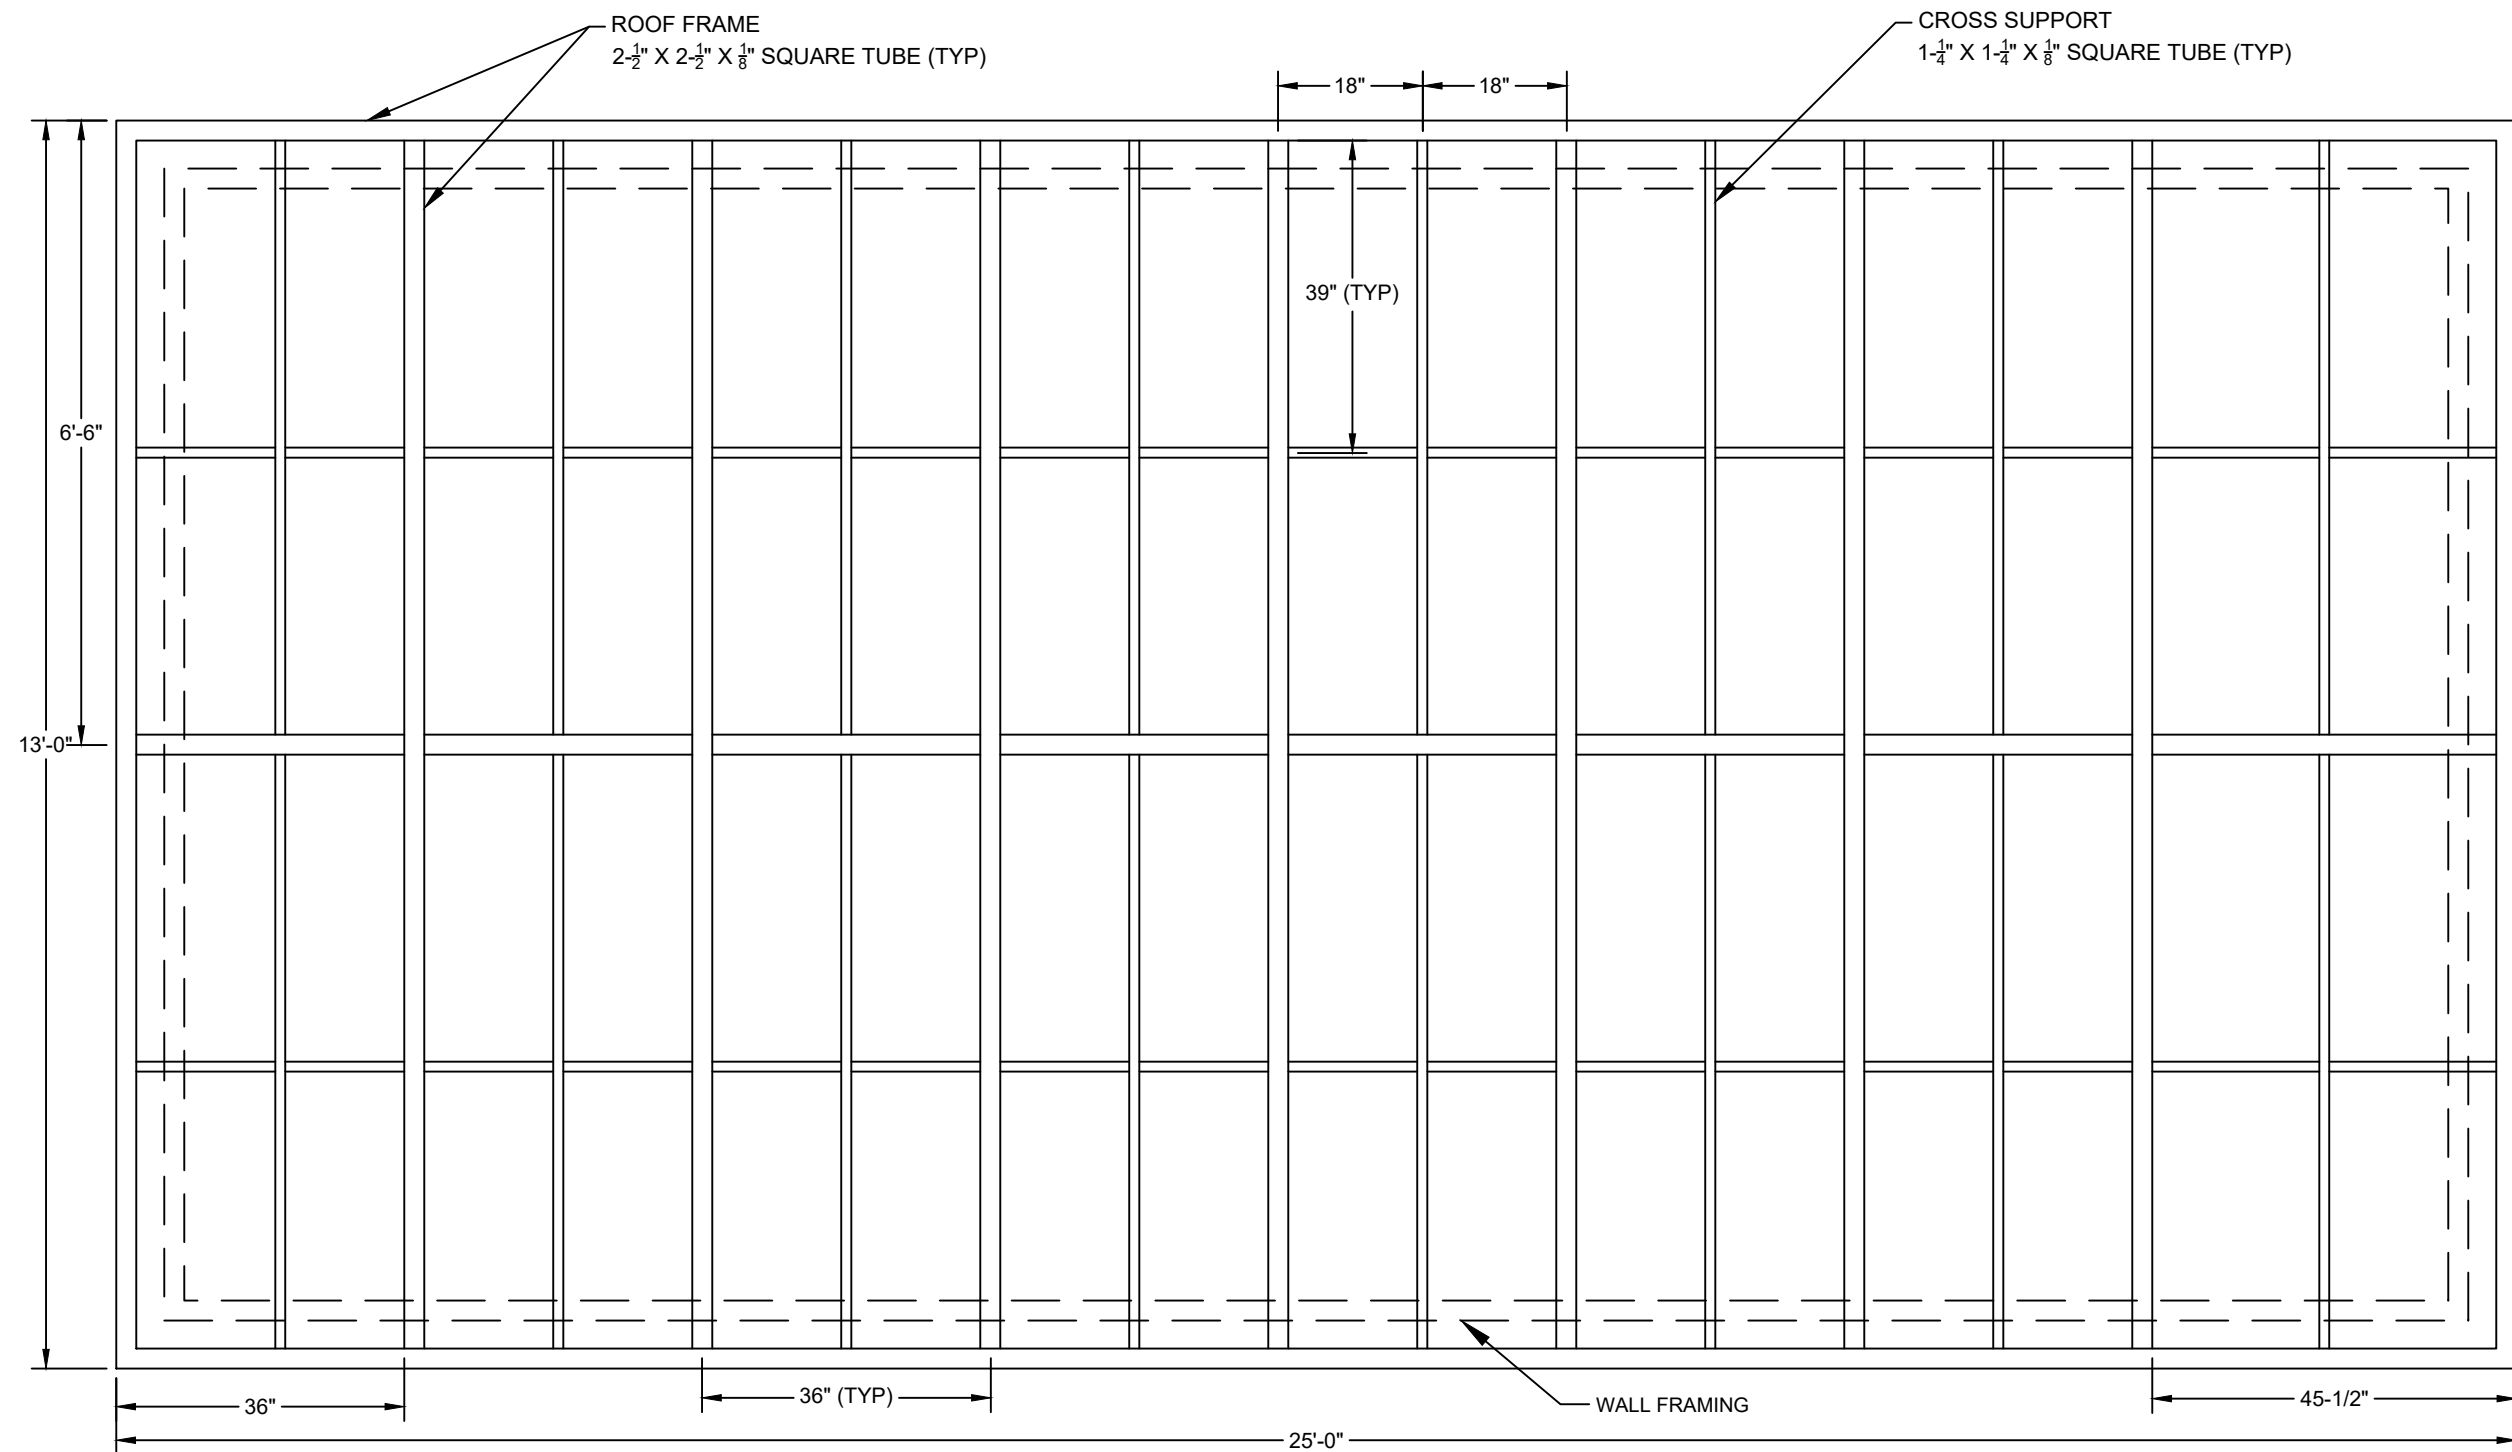 ROOF FRAME
2-1/2" X 2-1/2" X 1/8" SQUARE TUBE (TYP)
CROSS SUPPORT
1-1/4" X 1-1/4" X 1/8" SQUARE TUBE (TYP)
18"
18"
39" (TYP)
6'-6"
13'-0"
36"
36" (TYP)
WALL FRAMING
45-1/2"
25'-0"